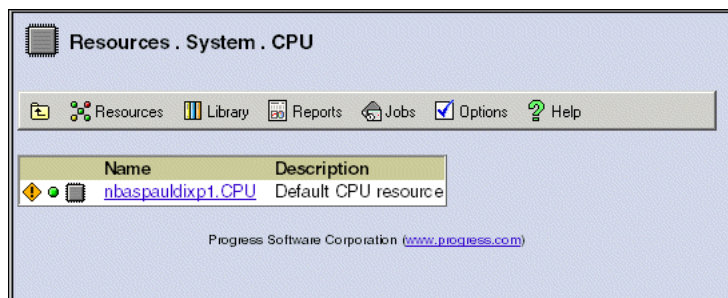 Resources . System . CPU
Resources Library Reports Jobs Options Help
Name Description
nbaspauldixp1.CPU Default CPU resource
Progress Software Corporation (www.progress.com)